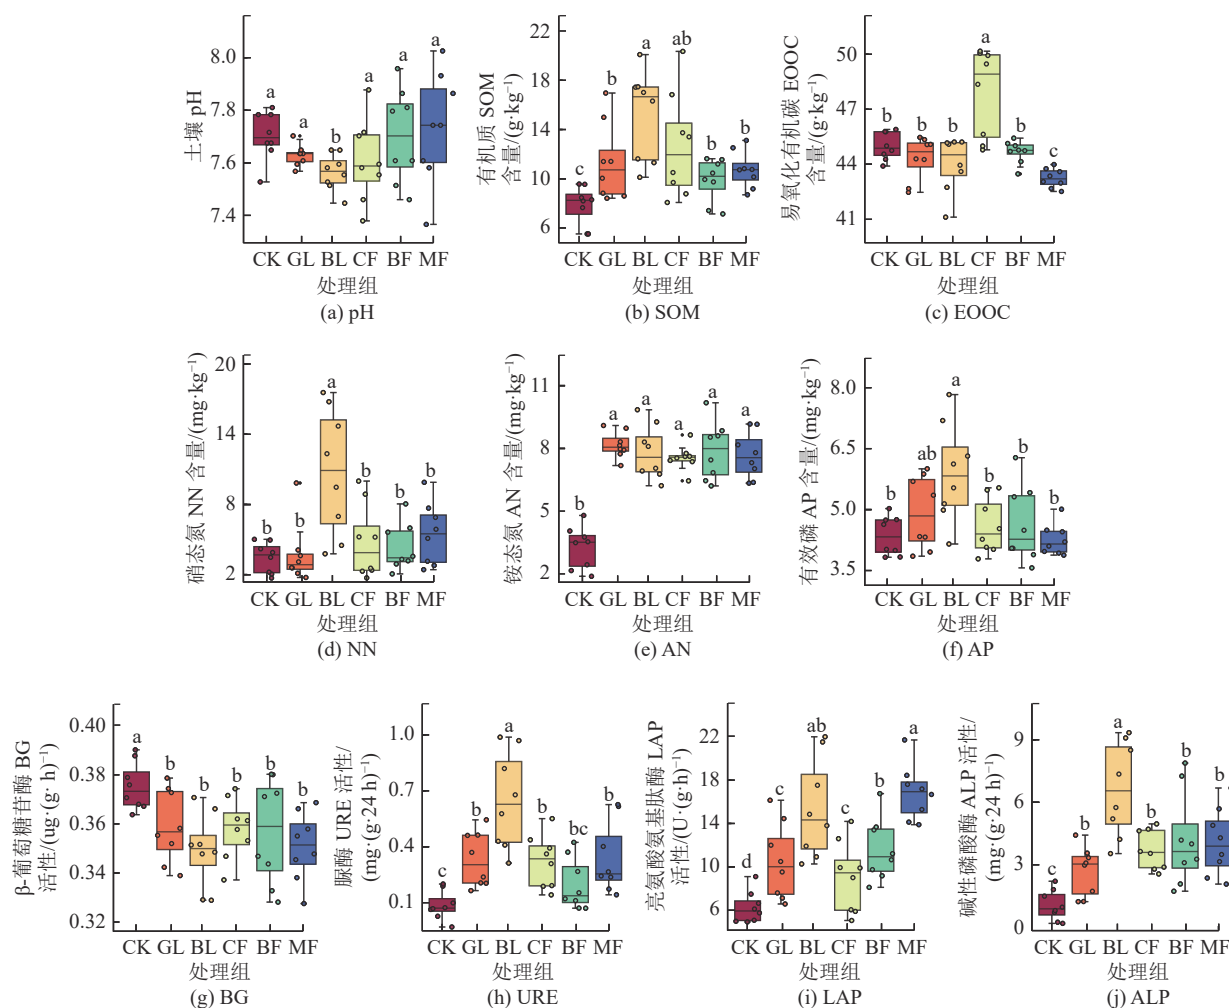 土壤 pH
8.0
7.8
7.6
7.4
a
a
b
a
a
a
CK GL BL CF BF MF
处理组
(a) pH
有机质 SOM
含量/(g·kg⁻¹)
22
18
14
10
6
c
b
a
ab
b
b
CK GL BL CF BF MF
处理组
(b) SOM
易氧化有机碳 EOOC
含量/(g·kg⁻¹)
50
47
44
41
b
b
b
a
b
c
CK GL BL CF BF MF
处理组
(c) EOOC
硝态氮 NN 含量/(mg·kg⁻¹)
20
14
8
2
b
b
a
b
b
b
CK GL BL CF BF MF
处理组
(d) NN
铵态氮 AN 含量/(mg·kg⁻¹)
11
8
5
2
b
a
a
a
a
a
CK GL BL CF BF MF
处理组
(e) AN
有效磷 AP 含量/(mg·kg⁻¹)
8.0
6.5
5.0
3.5
b
ab
a
b
b
b
CK GL BL CF BF MF
处理组
(f) AP
β-葡萄糖苷酶 BG
活性/(ug·(g· h)⁻¹)
0.40
0.38
0.36
0.34
0.32
a
b
b
b
b
b
CK GL BL CF BF MF
处理组
(g) BG
脲酶 URE 活性/
(mg·(g·24 h)⁻¹)
1.0
0.7
0.4
0.1
c
b
a
b
bc
b
CK GL BL CF BF MF
处理组
(h) URE
亮氨酸氨基肽酶 LAP
活性/(U·(g·h)⁻¹)
22
18
14
10
6
d
c
ab
c
b
a
CK GL BL CF BF MF
处理组
(i) LAP
碱性磷酸酶 ALP 活性/
(mg·(g·24 h)⁻¹)
9
6
3
0
c
b
a
b
b
b
CK GL BL CF BF MF
处理组
(j) ALP